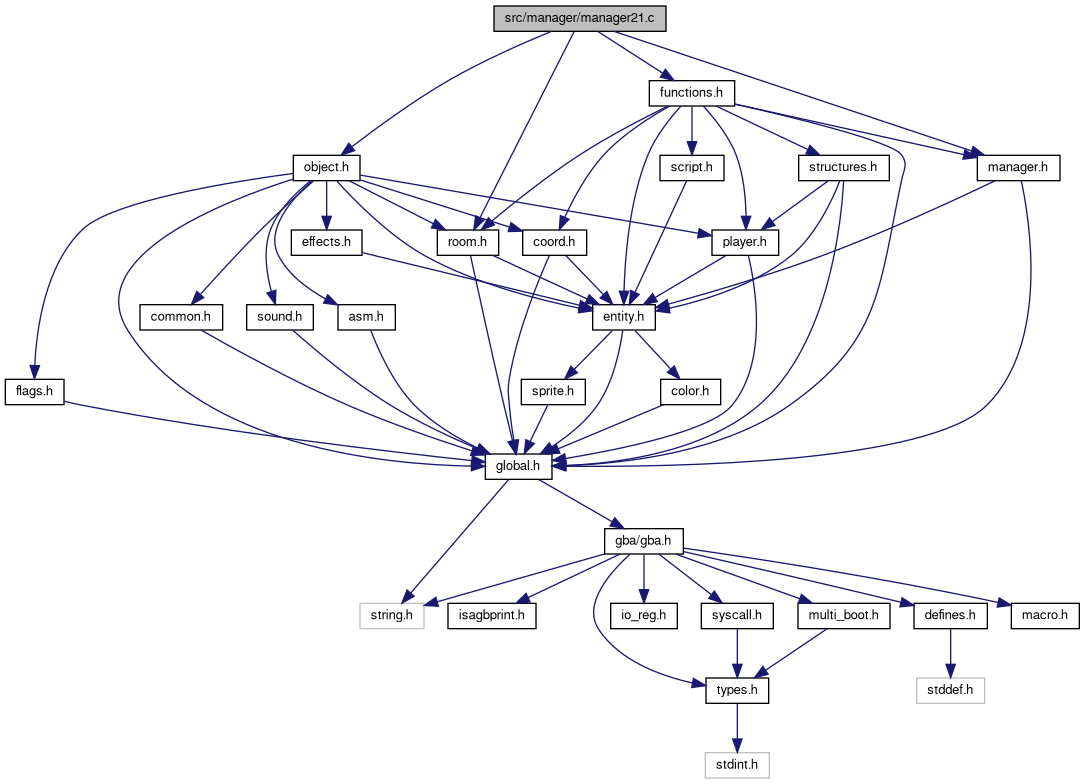 src/manager/manager21.c
functions.h
object.h
script.h
structures.h
manager.h
effects.h
room.h
coord.h
player.h
common.h
sound.h
asm.h
entity.h
flags.h
sprite.h
color.h
global.h
gba/gba.h
string.h
isagbprint.h
io_reg.h
syscall.h
multi_boot.h
defines.h
macro.h
types.h
stddef.h
stdint.h